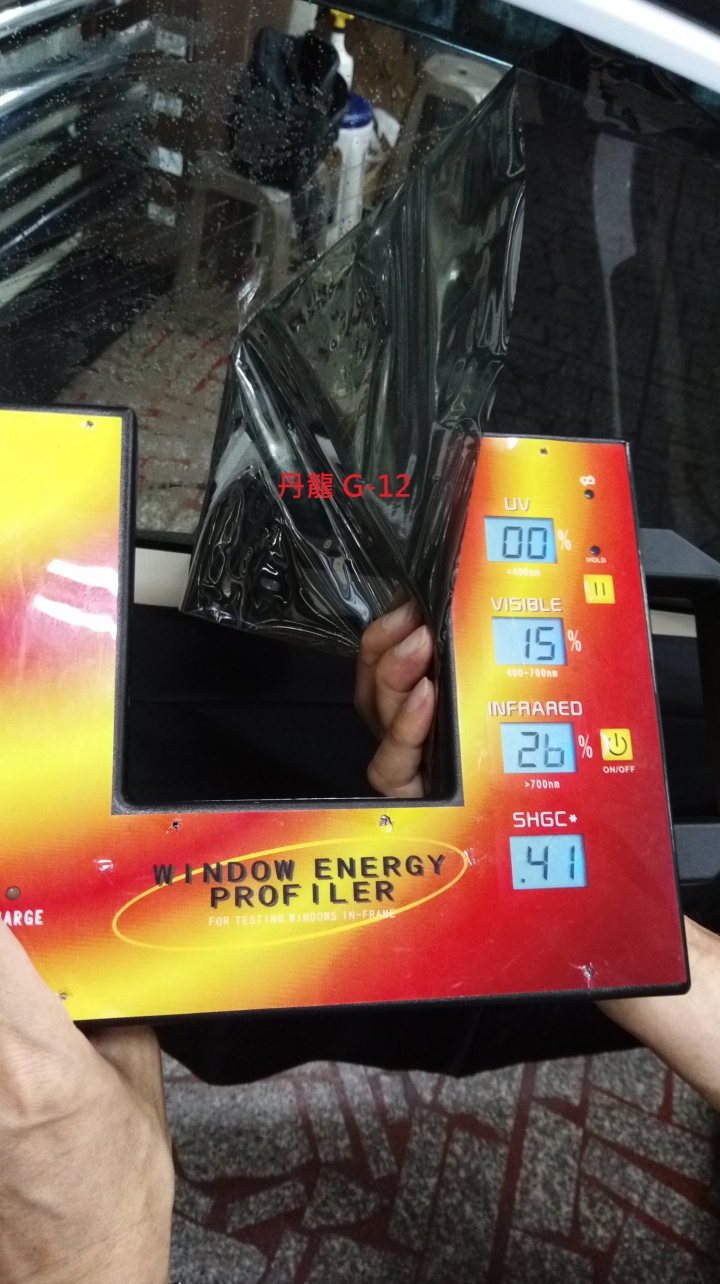 丹龍 G-12
UV
00 %
<400nm
HOLD
VISIBLE
15 %
400-700nm
INFRARED
26 %
>700nm
ON/OFF
SHGC*
.41
WINDOW ENERGY
PROFILER
FOR TESTING WINDOWS IN-FRAME
ARGE